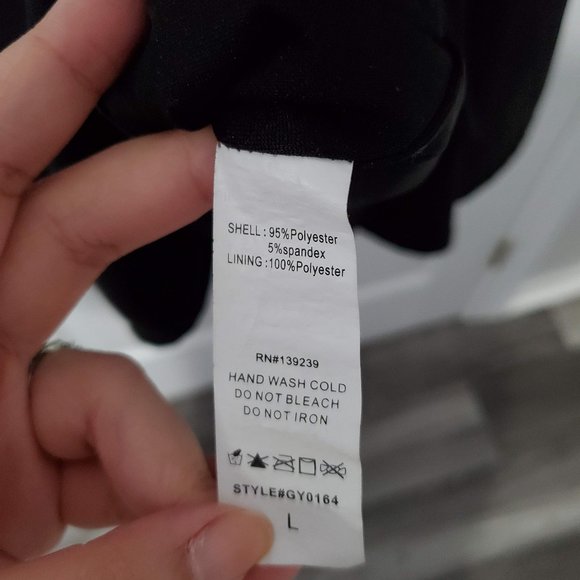 SHELL : 95%Polyester
5%spandex
LINING :100%Polyester
RN#139239
HAND WASH COLD
DO NOT BLEACH
DO NOT IRON
STYLE#GY0164
L